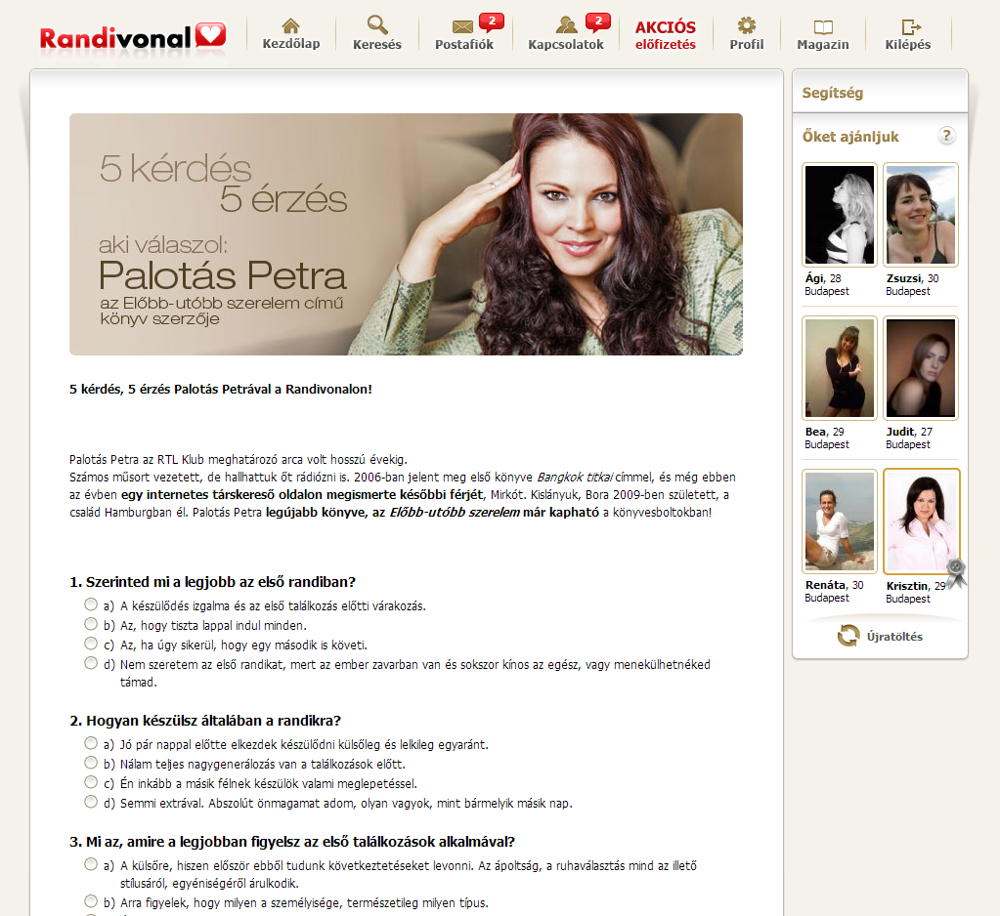 Randivonal
Kezdőlap
Keresés
2
Postafiók
2
Kapcsolatok
AKCIÓS
előfizetés
Profil
Magazin
Kilépés
5 kérdés
5 érzés
aki válaszol:
Palotás Petra
az Előbb-utóbb szerelem című
könyv szerzője
5 kérdés, 5 érzés Palotás Petrával a Randivonalon!
Palotás Petra az RTL Klub meghatározó arca volt hosszú évekig.
Számos műsort vezetett, de hallhattuk őt rádiózni is. 2006-ban jelent meg első könyve Bangkok titkai címmel, és még ebben
az évben egy internetes társkereső oldalon megismerte későbbi férjét, Mirkót. Kislányuk, Bora 2009-ben született, a
család Hamburgban él. Palotás Petra legújabb könyve, az Előbb-utóbb szerelem már kapható a könyvesboltokban!
1. Szerinted mi a legjobb az első randiban?
a) A készülődés izgalma és az első találkozás előtti várakozás.
b) Az, hogy tiszta lappal indul minden.
c) Az, ha úgy sikerül, hogy egy második is követi.
d) Nem szeretem az első randikat, mert az ember zavarban van és sokszor kínos az egész, vagy menekülhetnéked
támad.
2. Hogyan készülsz általában a randikra?
a) Jó pár nappal előtte elkezdek készülődni külsőleg és lelkileg egyaránt.
b) Nálam teljes nagygenerálozás van a találkozások előtt.
c) Én inkább a másik félnek készülök valami meglepetéssel.
d) Semmi extrával. Abszolút önmagamat adom, olyan vagyok, mint bármelyik másik nap.
3. Mi az, amire a legjobban figyelsz az első találkozások alkalmával?
a) A külsőre, hiszen először ebből tudunk következtetéseket levonni. Az ápoltság, a ruhaválasztás mind az illető
stílusáról, egyéniségéről árulkodik.
b) Arra figyelek, hogy milyen a személyisége, természetileg milyen típus.
Segítség
Őket ajánljuk
?
Ági, 28
Budapest
Zsuzsi, 30
Budapest
Bea, 29
Budapest
Judit, 27
Budapest
Renáta, 30
Budapest
Krisztin, 29
Budapest
Újratöltés